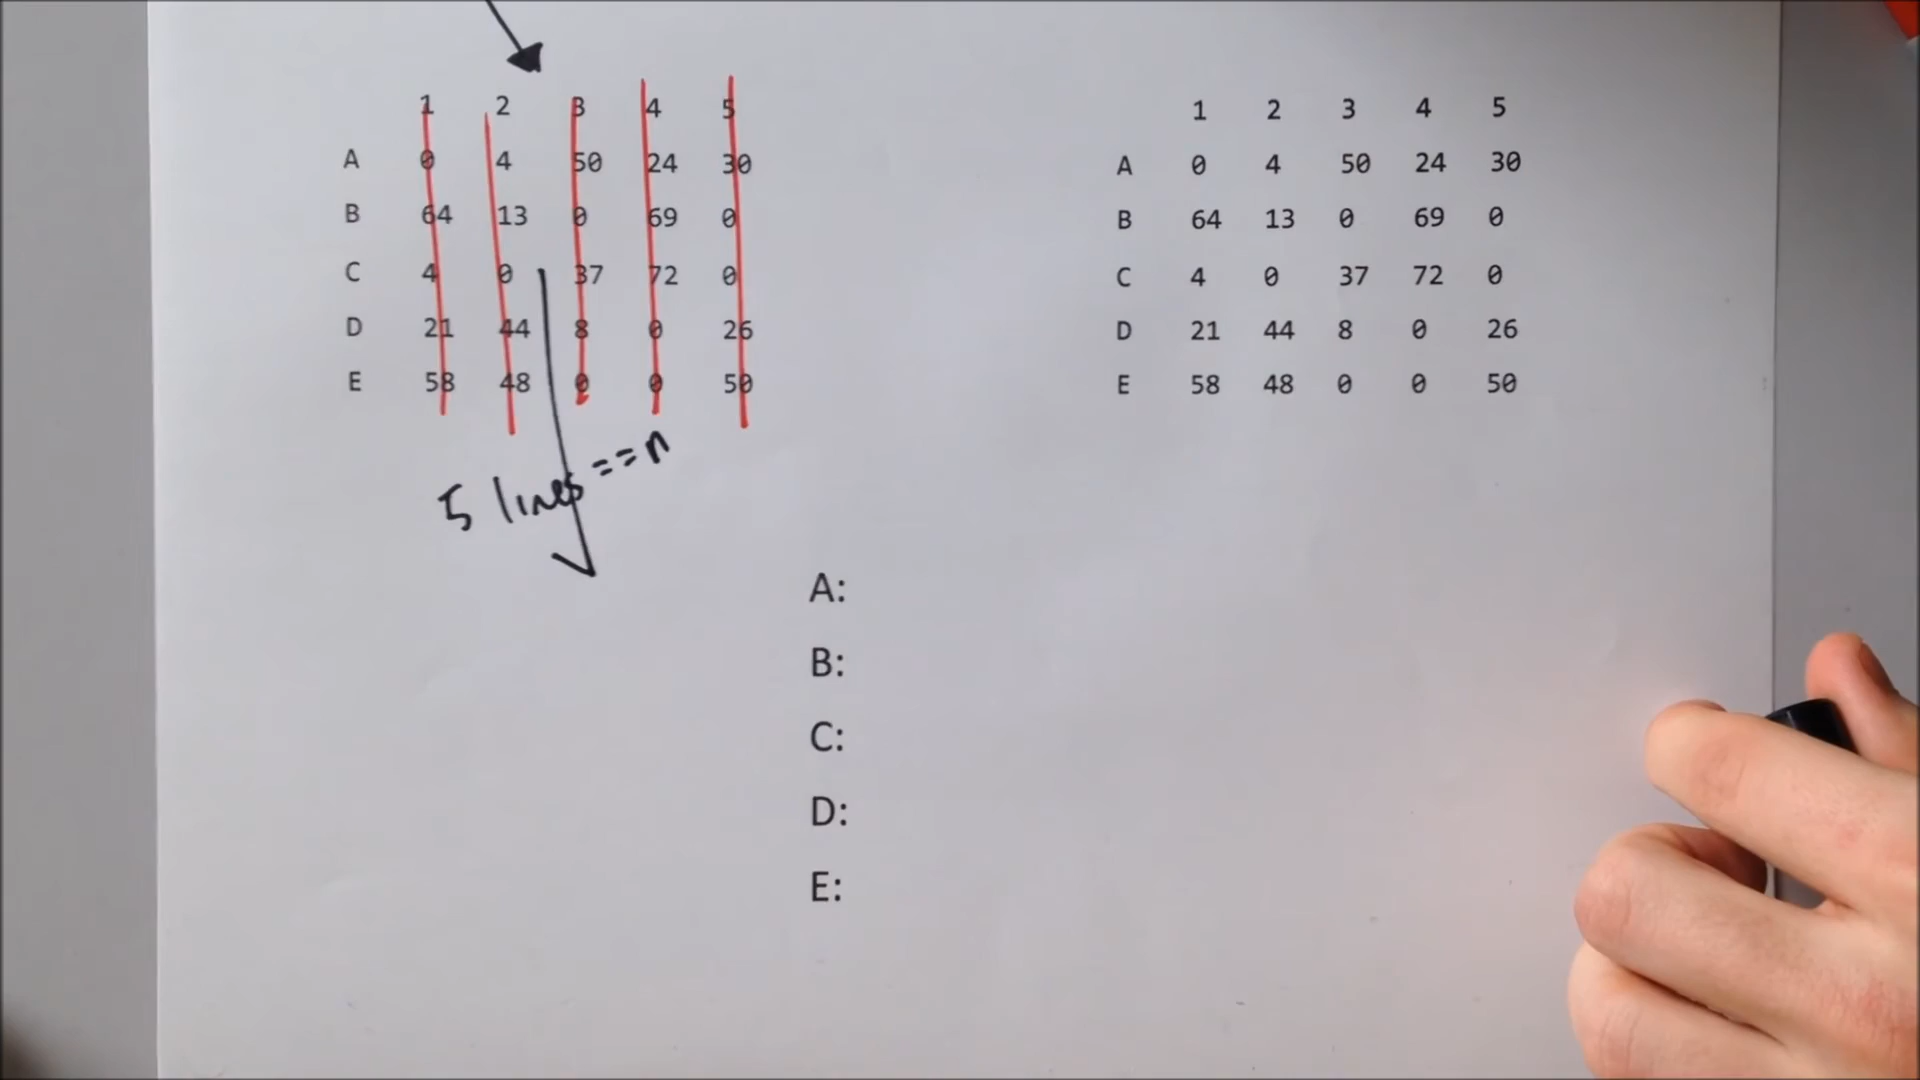 1 2 3 4 5
A 0 4 50 24 30
B 64 13 0 69 0
C 4 0 37 72 0
D 21 44 8 0 26
E 58 48 0 0 50
5 lines == n
1 2 3 4 5
A 0 4 50 24 30
B 64 13 0 69 0
C 4 0 37 72 0
D 21 44 8 0 26
E 58 48 0 0 50
A:
B:
C:
D:
E: